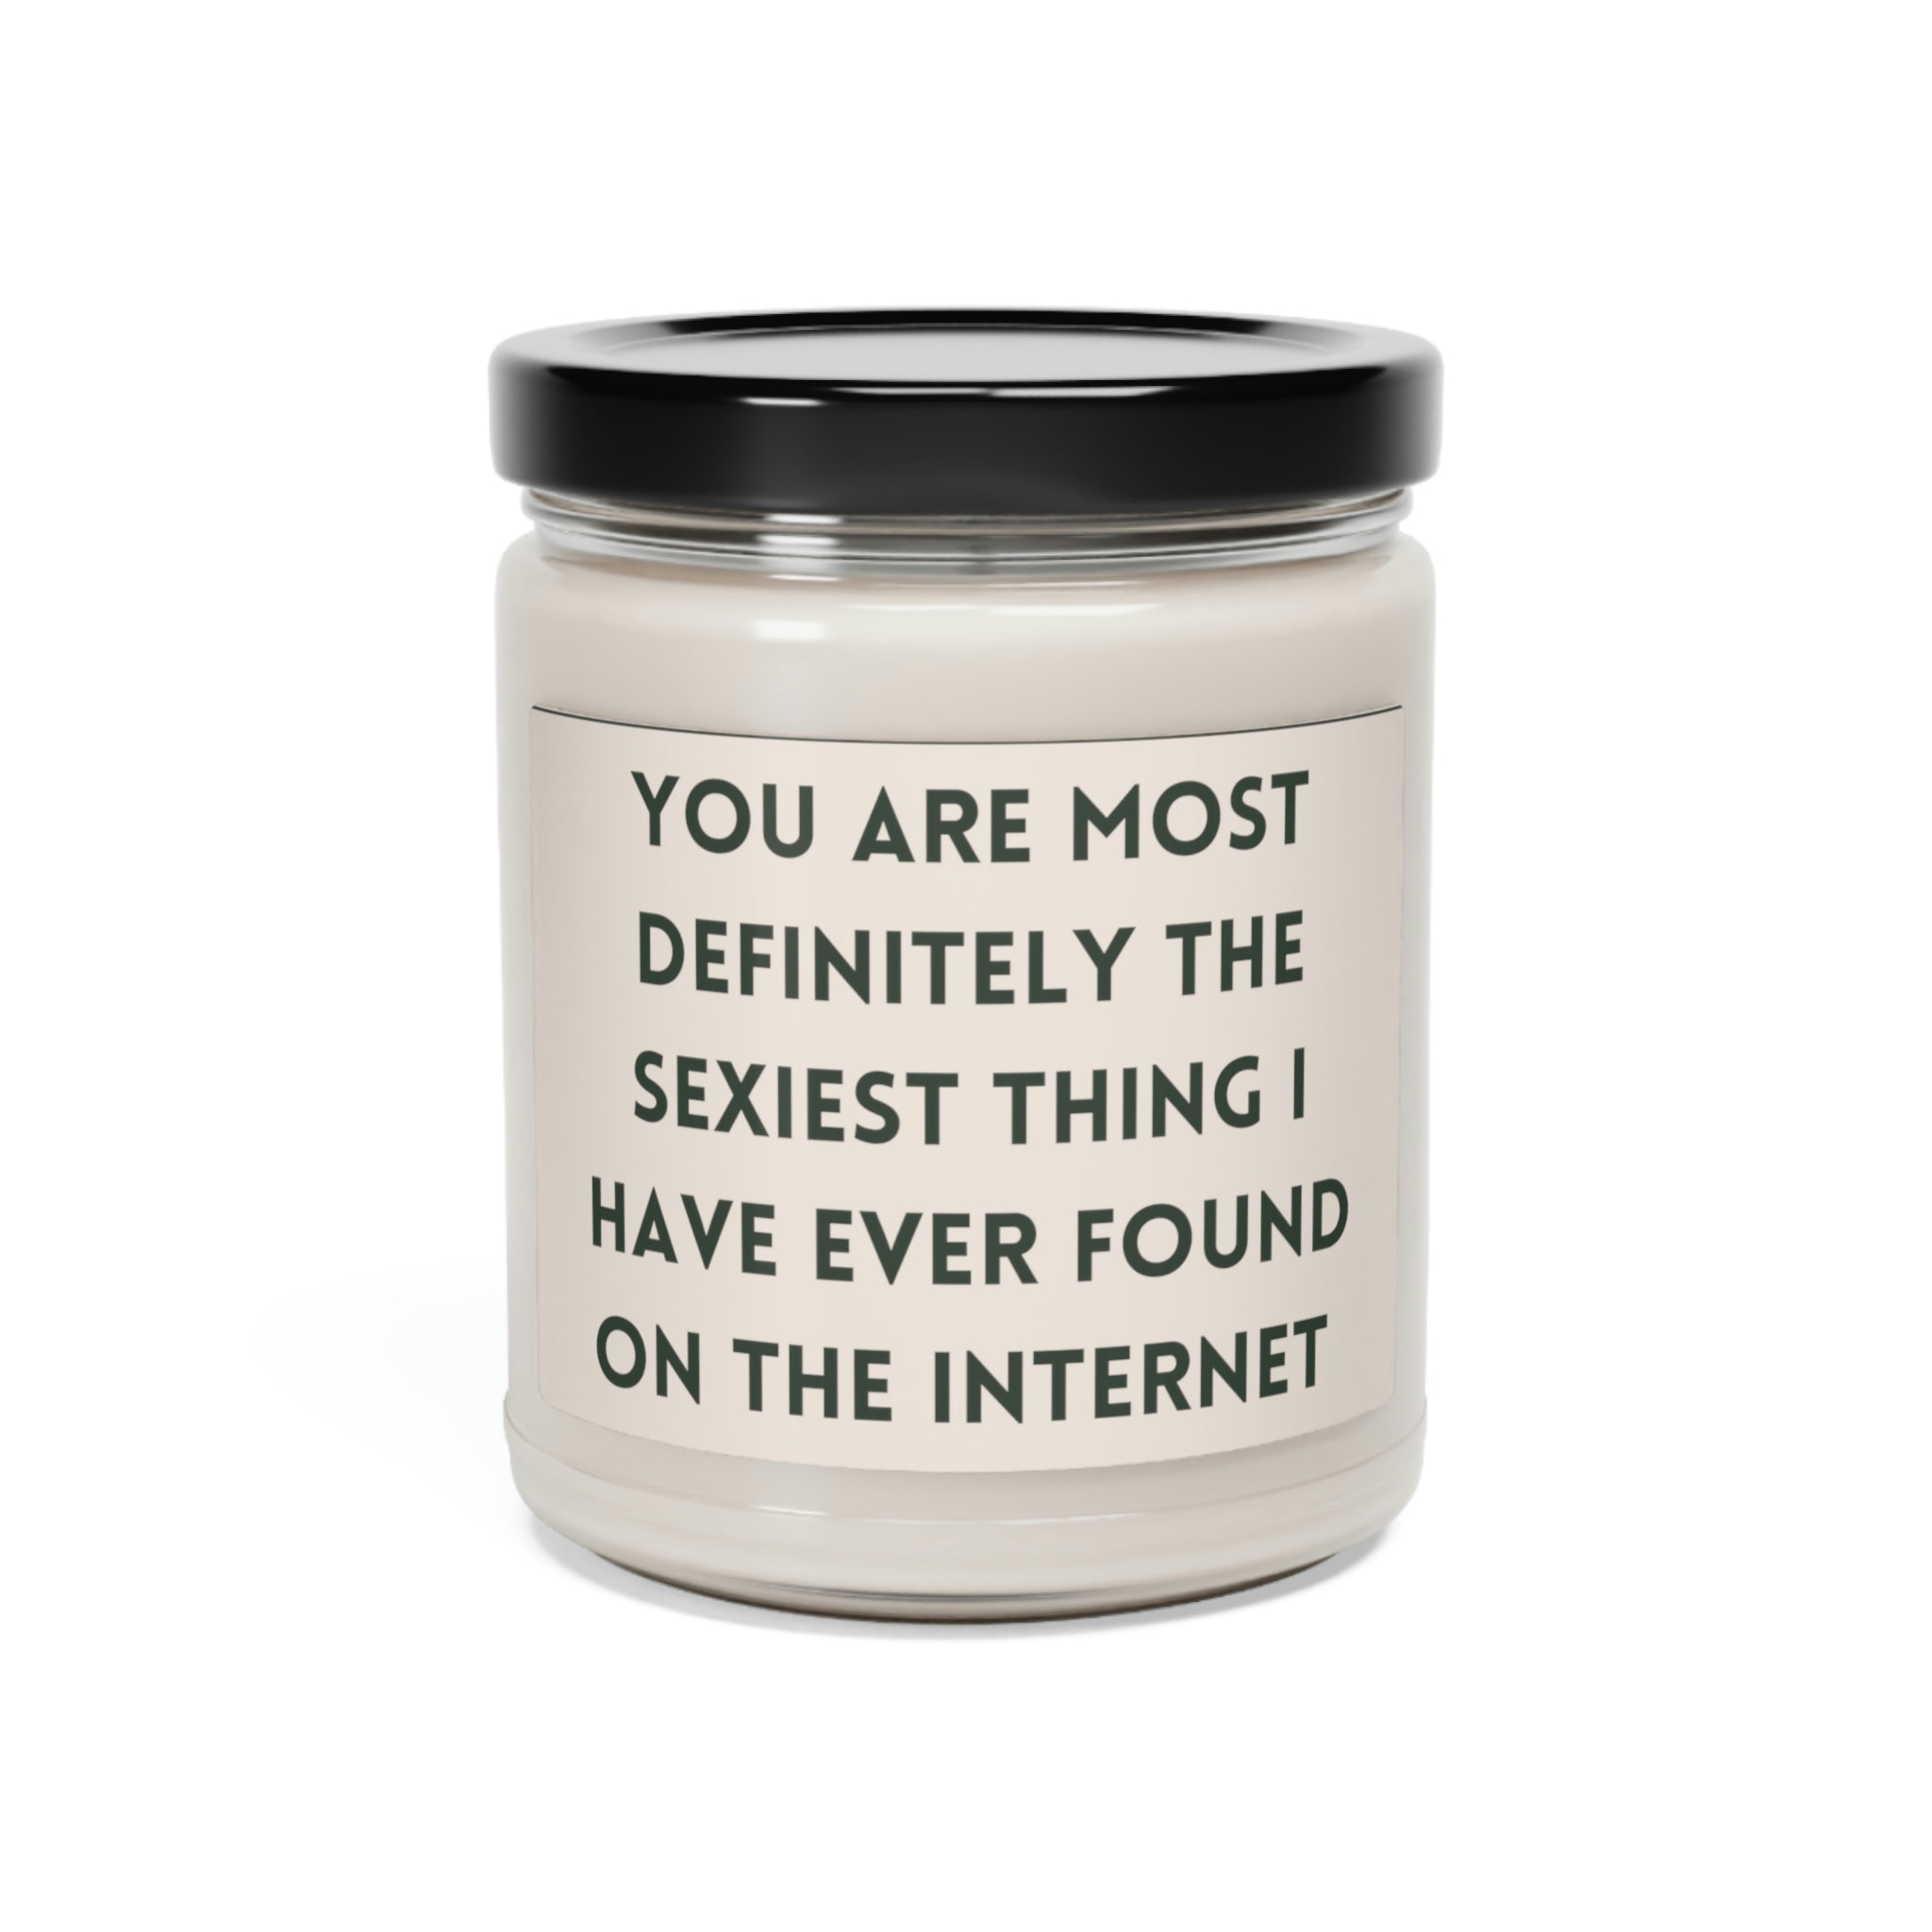 YOU ARE MOST
DEFINITELY THE
SEXIEST THING I
HAVE EVER FOUND
ON THE INTERNET